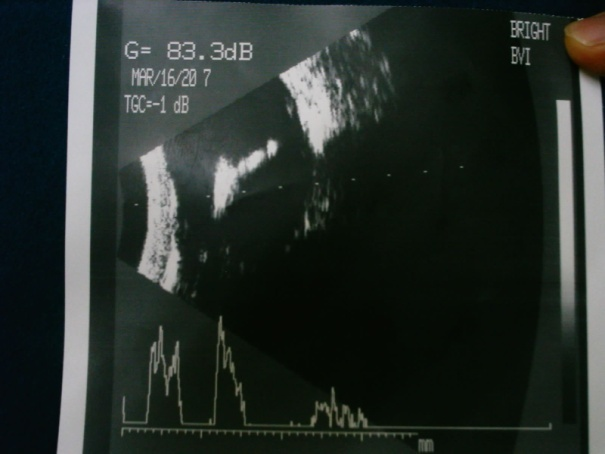 G= 83.3dB
MAR/16/20 7
TGC=-1 dB
BRIGHT
BVI
mm